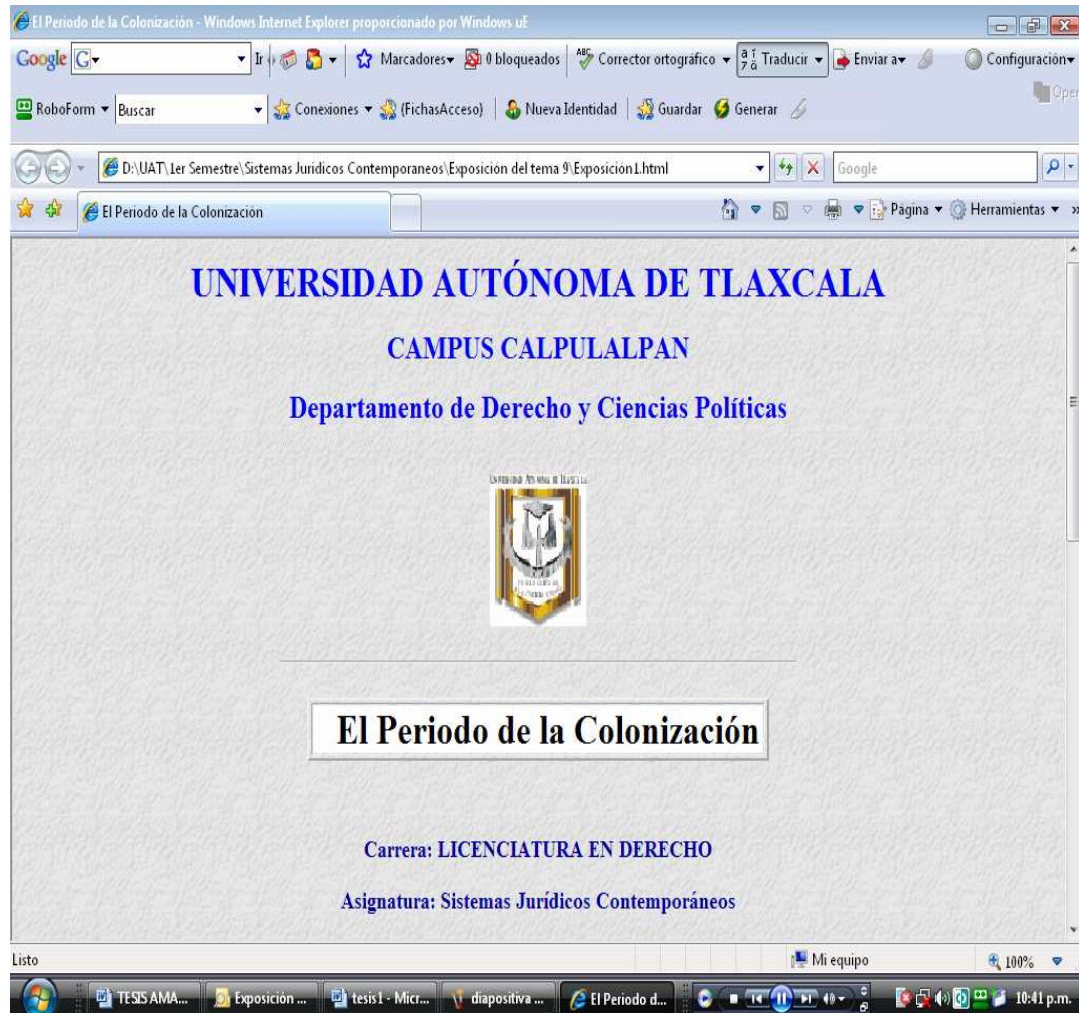 El Periodo de la Colonización - Windows Internet Explorer proporcionado por Windows uE
Google G Ir Marcadores 0 bloqueados ABC Corrector ortográfico Traducir Enviar a Configuración
RoboForm Buscar Conexiones (FichasAcceso) Nueva Identidad Guardar Generar Oper
D:\UAT\1er Semestre\Sistemas Juridicos Contemporaneos\Exposición del tema 9\Exposición1.html Google
El Periodo de la Colonización Página Herramientas »
UNIVERSIDAD AUTÓNOMA DE TLAXCALA
CAMPUS CALPULALPAN
Departamento de Derecho y Ciencias Políticas
El Periodo de la Colonización
Carrera: LICENCIATURA EN DERECHO
Asignatura: Sistemas Jurídicos Contemporáneos
Listo Mi equipo 100%
TESIS AMA... Exposición ... tesis1 - Micr... diapositiva ... El Periodo d... 10:41 p.m.